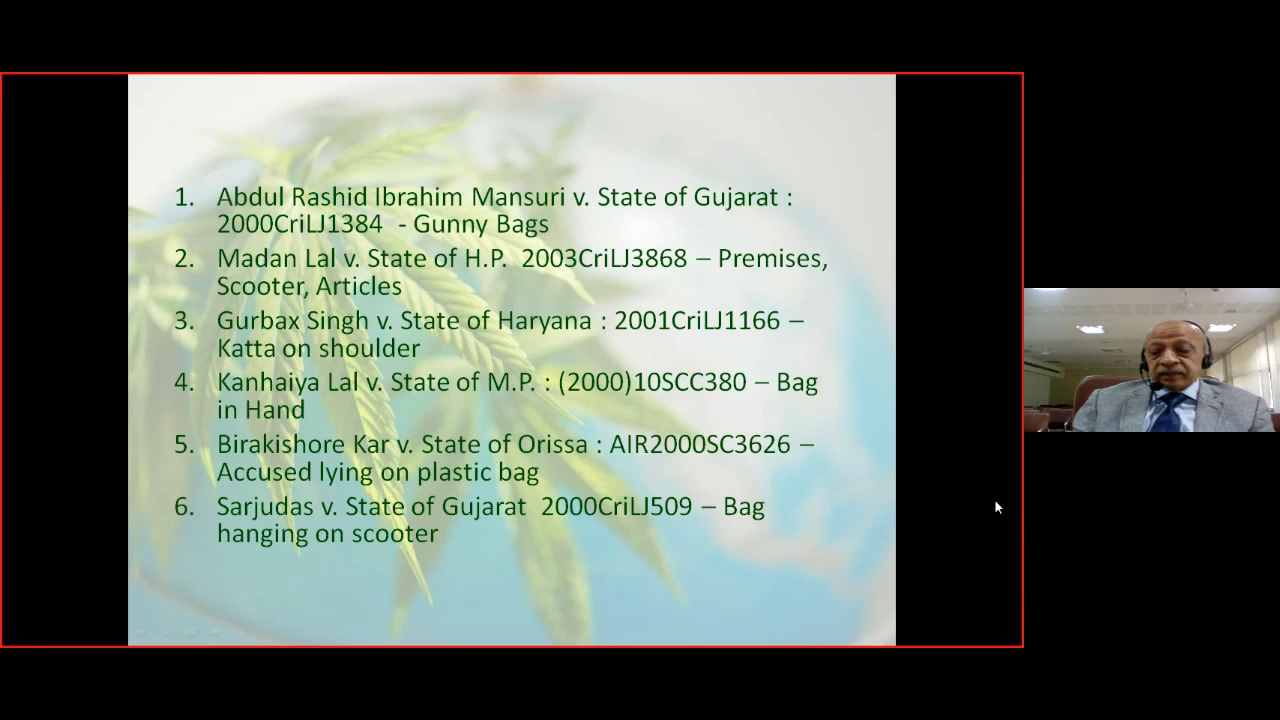 1. Abdul Rashid Ibrahim Mansuri v. State of Gujarat :
2000CriLJ1384 - Gunny Bags
2. Madan Lal v. State of H.P. 2003CriLJ3868 – Premises,
Scooter, Articles
3. Gurbax Singh v. State of Haryana : 2001CriLJ1166 –
Katta on shoulder
4. Kanhaiya Lal v. State of M.P. : (2000)10SCC380 – Bag
in Hand
5. Birakishore Kar v. State of Orissa : AIR2000SC3626 –
Accused lying on plastic bag
6. Sarjudas v. State of Gujarat 2000CriLJ509 – Bag
hanging on scooter